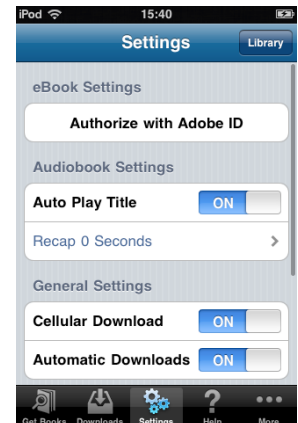 iPod 15:40
Settings Library
eBook Settings
Authorize with Adobe ID
Audiobook Settings
Auto Play Title ON
Recap 0 Seconds
General Settings
Cellular Download ON
Automatic Downloads ON
Get Books Downloads Settings Help More